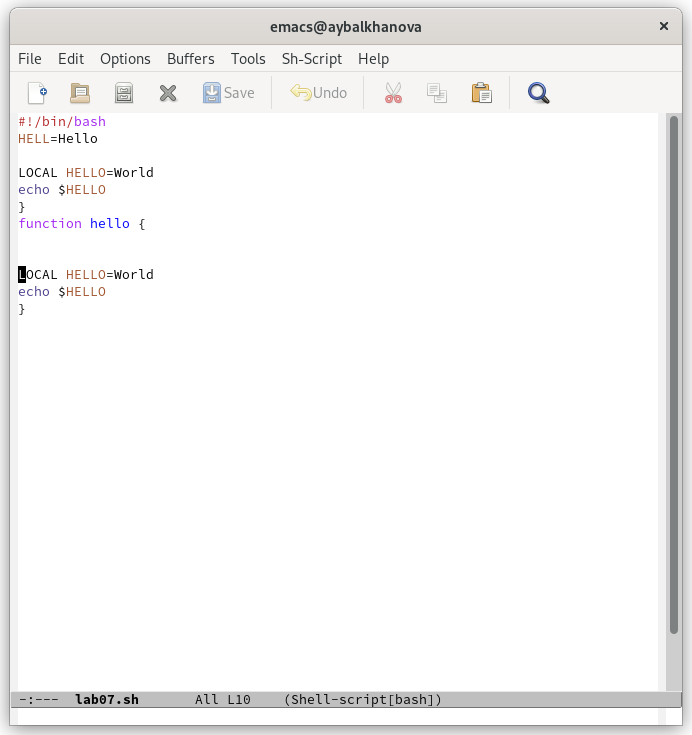 emacs@aybalkhanova ×
File Edit Options Buffers Tools Sh-Script Help
Save Undo
#!/bin/bash
HELL=Hello
LOCAL HELLO=World
echo $HELLO
}
function hello {
LOCAL HELLO=World
echo $HELLO
}
-:--- lab07.sh All L10 (Shell-script[bash])